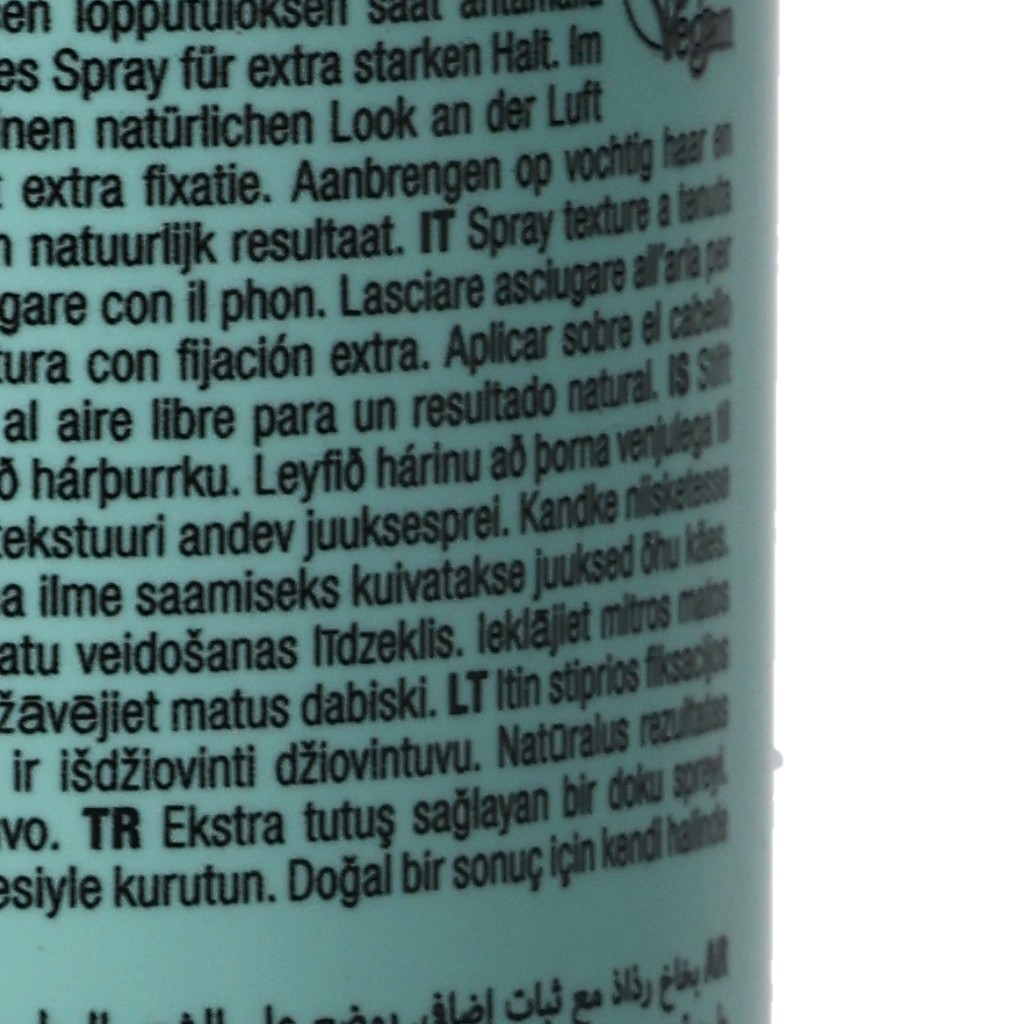 lopputuloksen saat antamalla
Vegan
es Spray für extra starken Halt. Im
inen natürlichen Look an der Luft
extra fixatie. Aanbrengen op vochtig haar en
natuurlijk resultaat. IT Spray texture a tenuta
gare con il phon. Lasciare asciugare all'aria per
tura con fijación extra. Aplicar sobre el cabello
al aire libre para un resultado natural. IS Stíft
ð hárþurrku. Leyfið hárinu að þorna venjulega til
tekstuuri andev juuksesprei. Kandke niisketesse
a ilme saamiseks kuivatakse juuksed õhu käes.
atu veidošanas līdzeklis. Ieklājiet mitros matos
žāvējiet matus dabiski. LT Itin stiprios fiksacijos
ir išdžiovinti džiovintuvu. Natūralus rezultatas
vo. TR Ekstra tutuş sağlayan bir doku spreyi.
esiyle kurutun. Doğal bir sonuç için kendi halinde
AR بخاخ رذاذ مع ثبات إضافي. يوضع على